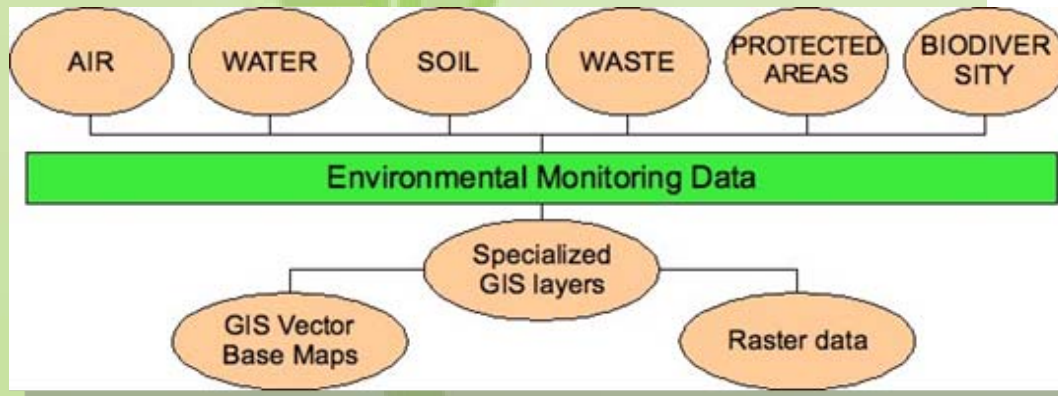 AIR
WATER
SOIL
WASTE
PROTECTED
AREAS
BIODIVER
SITY
Environmental Monitoring Data
Specialized
GIS layers
GIS Vector
Base Maps
Raster data